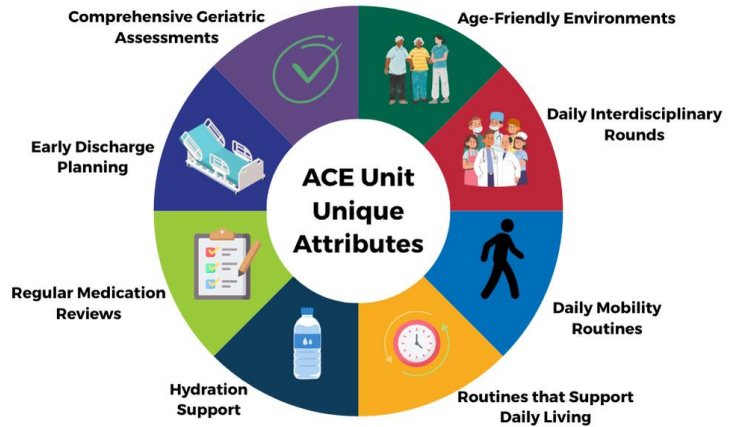 Comprehensive Geriatric
Assessments
Age-Friendly Environments
Daily Interdisciplinary
Rounds
Early Discharge
Planning
ACE Unit
Unique
Attributes
Regular Medication
Reviews
Daily Mobility
Routines
Hydration
Support
Routines that Support
Daily Living